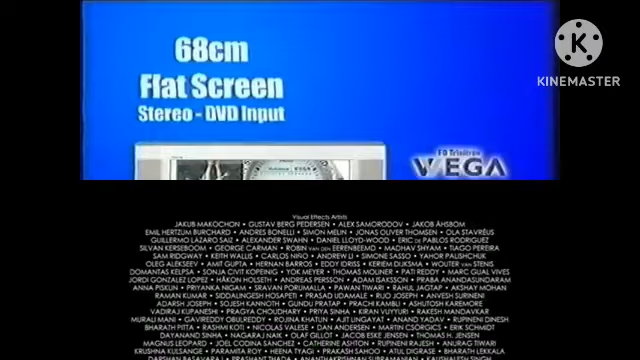 68cm
Flat Screen
Stereo - DVD Input
KINEMASTER
FD Trinitron
WEGA
Visual Effects Artists
JAKUB MAKOCHON • GUSTAV BERG PEDERSEN • ALEX SAMORODOV • JAKOB ÅHSBOM
EMIL HERTZUM BURCHARD • ANDRES BONELLI • SIMON MELIN • JONAS OLIVER THOMSEN • OLA STAVRÉUS
GUILLERMO LÁZARO SAIZ • ALEXANDER SWAHN • DANIEL LLOYD-WOOD • ERIC DE PABLOS RODRIGUEZ
SILVAN KERSEBOOM • GEORGE CARMAN • ROBIN VAN DEN EERENBEEMD • MADHAV SHYAM • TIAGO PEREIRA
SAM RIDGWAY • KEITH WALLIS • CARLOS NIÑO • ANDREW LI • SIMONE SASSO • YAHOR PALISHCUK
OLEG ALEKSEEV • AMIT GUPTA • HERNAN BARROS • EDDY IDRISS • KERIEM DIJKSMA • WOUTER VAN STENIS
DOMANTAS KELPSA • SONJA CIVIT KOPEINIG • YOK MEYER • THOMAS MOLINER • PATI REDDY • MARC GUAL VIVES
JORDI GONZALEZ LOPEZ • HÅKON HOLSETH • ANDREAS PERSSON • ADAM BAKSSON • PRABA ANANDASUNDARAM
ANNA PISKUN • PRIYANKA NIGAM • SRAVAN PORUMALLA • PAWAN TIWARI • RAHUL JAGTAP • AKSHAY MOHAN
RAMAN KUMAR • SIDDALINGESH HOSAPETI • PRASAD UDAMALE • RIJO JOSEPH • ANVESH SURINENI
ADARSH JOSEPH • SOJESH KANNOTH • GUNDU PRATAP • PRACHI KAMBLI • ASHUTOSH KAREMORE
VADIRAJ KUPANESHI • PRAGYA CHOUDHARY • PRIYA SINHA • KIRAN VUYYURI • RAKESH MANDAVKAR
MURALI MANI • GAVIREDDY OBULREDDY • ROJINA KHATUN • AJIT LINGAYAT • ANAND YADAV • RUPINENI DINESH
BHARATH PITTA • RASHMI KOTI • NICOLAS VALESE • DAN ANDERSEN • MARTIN CSORGICS • ERIK SCHMIDT
DAYANAND SINHA • NAGARAJ NAIK • OLAF GILLOT • JACOB ESKE JENSEN • THOMAS H. JENSEN
MAGNUS LEOPARD • JOEL CODINA SANCHEZ • CATHERINE ASHTON • RUPINENI RAJESH • ANURAG TIWARI
KRUSHNA KULSANGE • PARAMITA ROY • HEENA TYAGI • PRAKASH SAHOO • ATUL DIGRASE • BHARATH LEKKALA